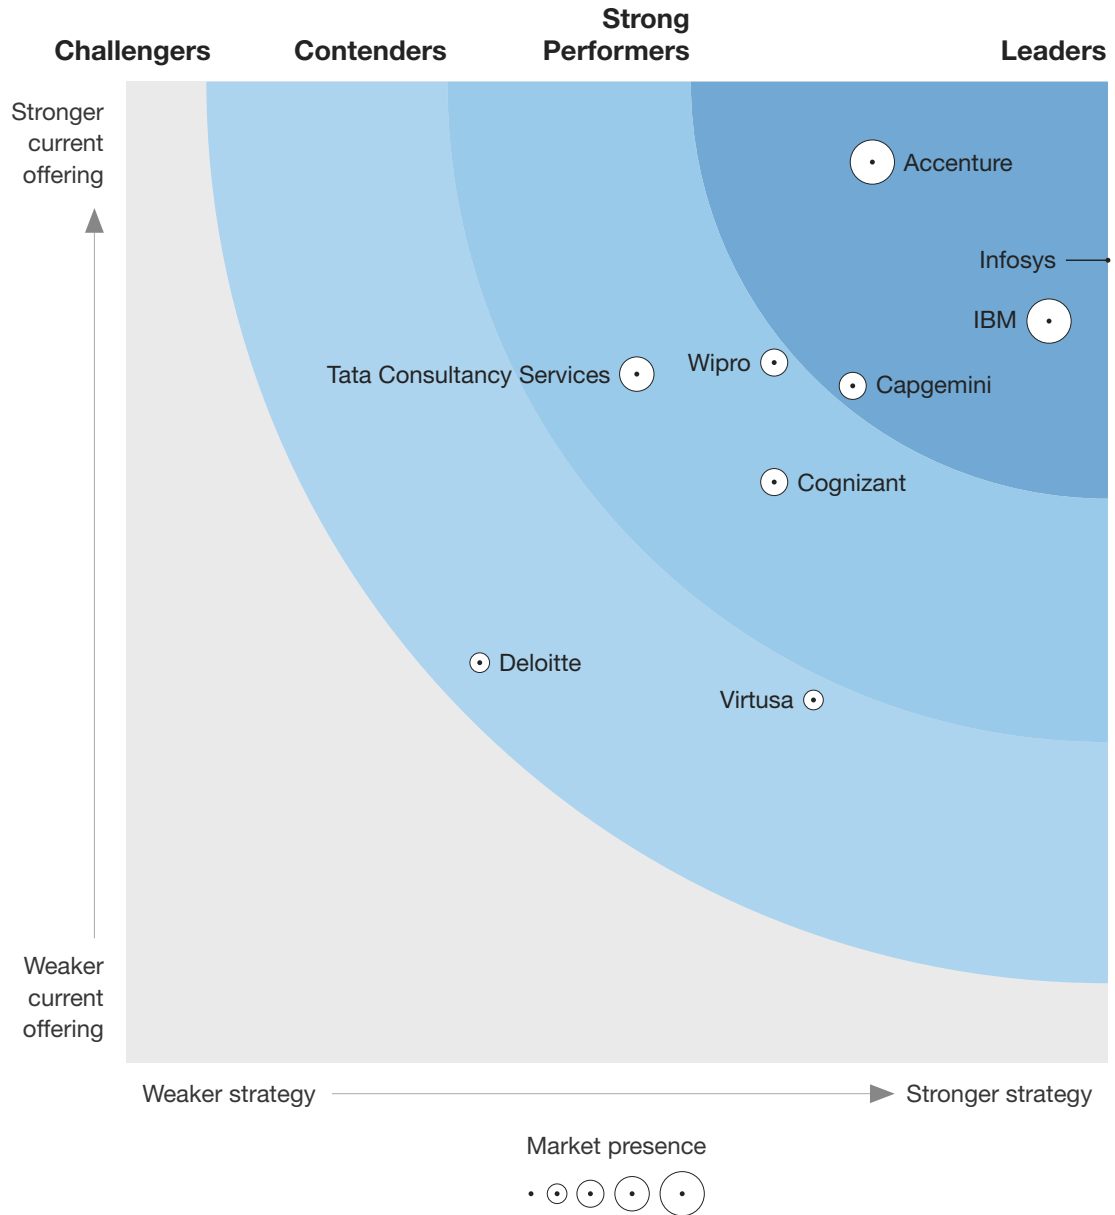 Challengers
Contenders
Strong
Performers
Leaders
Stronger
current
offering
Accenture
Infosys
IBM
Wipro
Tata Consultancy Services
Capgemini
Cognizant
Deloitte
Virtusa
Weaker
current
offering
Weaker strategy
Stronger strategy
Market presence